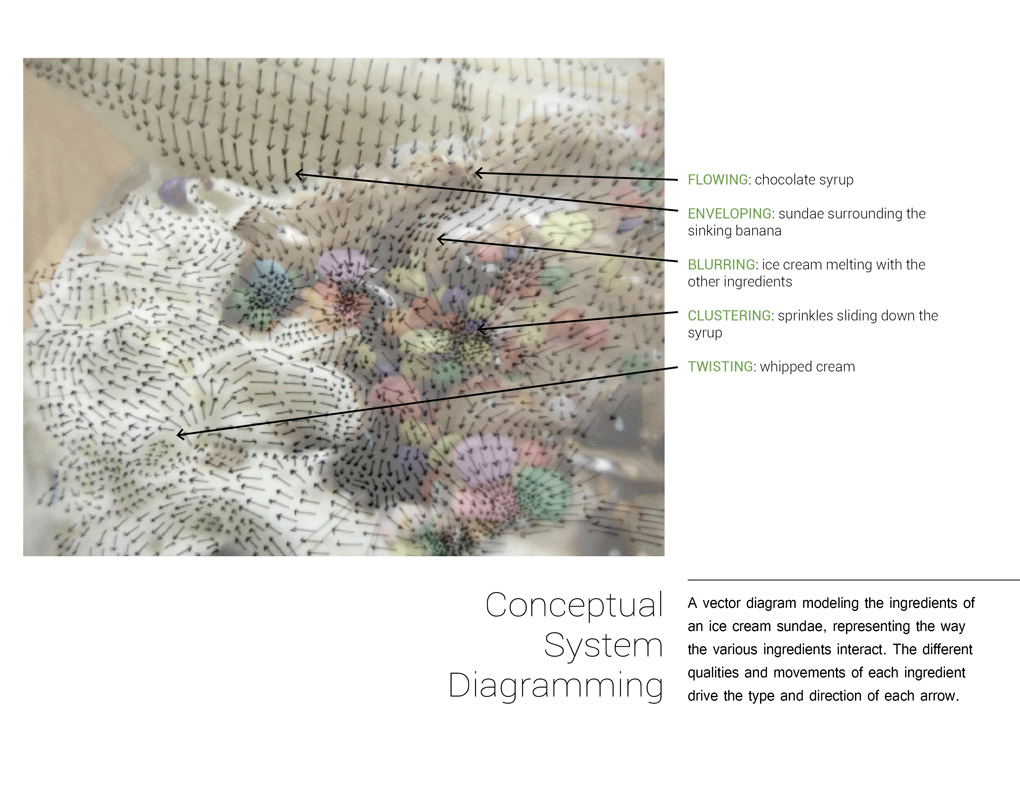 FLOWING: chocolate syrup
ENVELOPING: sundae surrounding the
sinking banana
BLURRING: ice cream melting with the
other ingredients
CLUSTERING: sprinkles sliding down the
syrup
TWISTING: whipped cream
Conceptual
System
Diagramming
A vector diagram modeling the ingredients of
an ice cream sundae, representing the way
the various ingredients interact. The different
qualities and movements of each ingredient
drive the type and direction of each arrow.